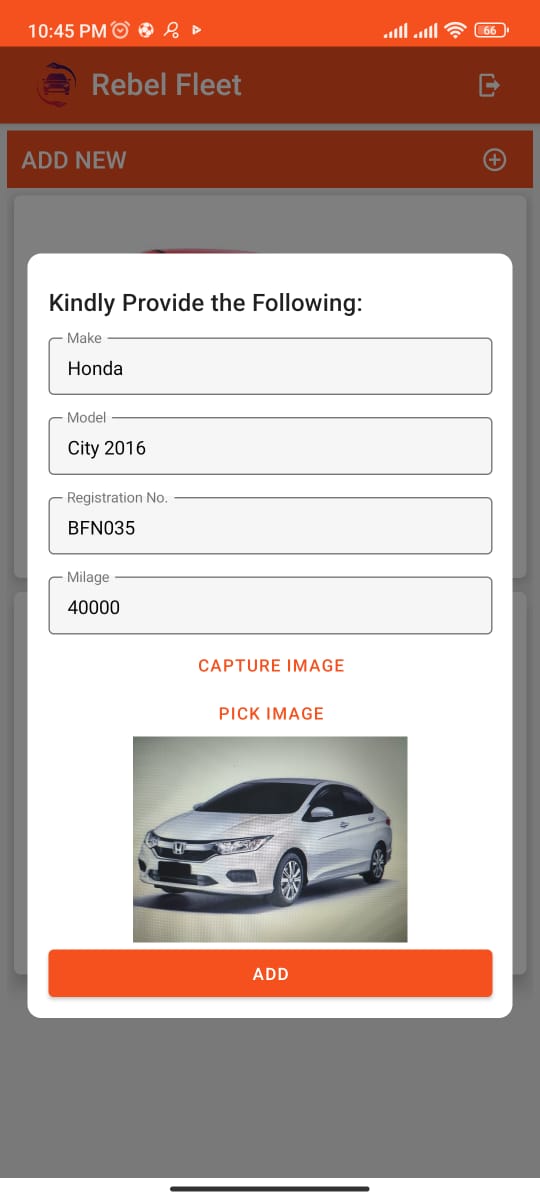 10:45 PM
66
Rebel Fleet
ADD NEW
Kindly Provide the Following:
Make
Honda
Model
City 2016
Registration No.
BFN035
Milage
40000
CAPTURE IMAGE
PICK IMAGE
ADD